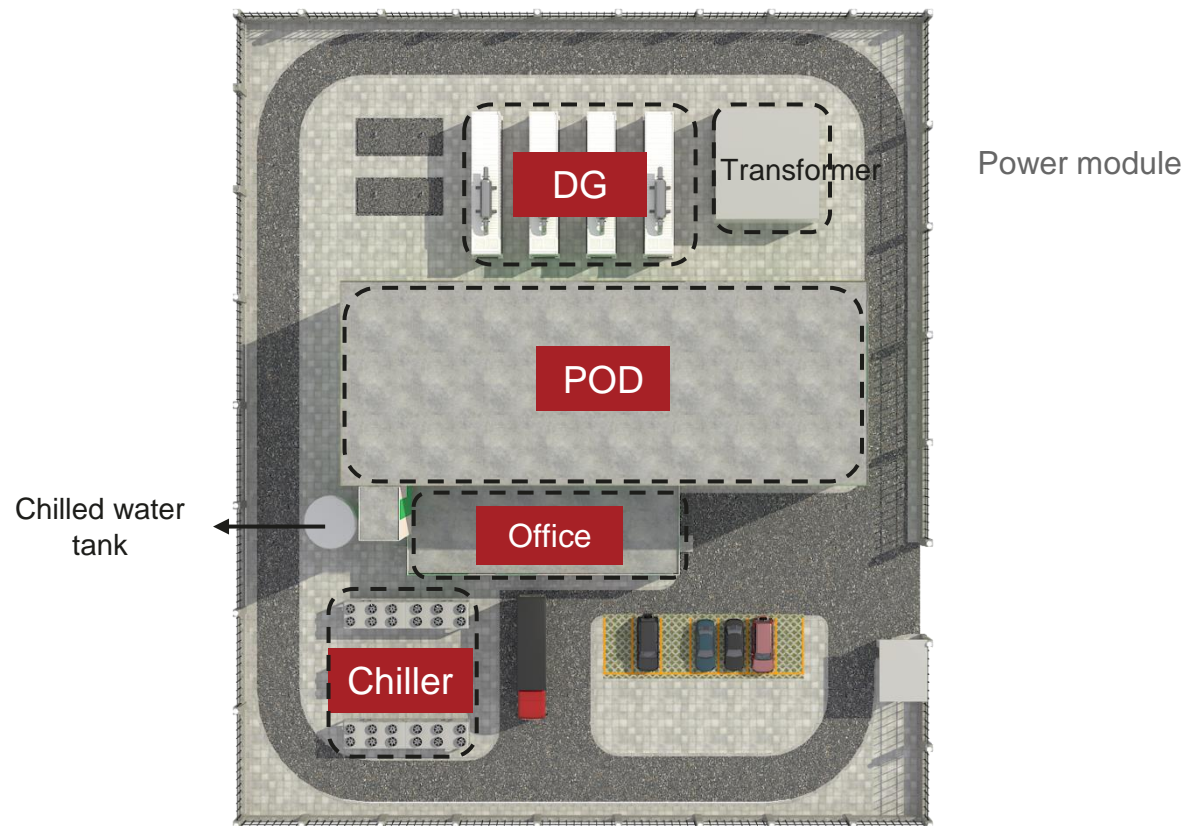 DG
Transformer
Power module
POD
Chilled water
tank
Office
Chiller